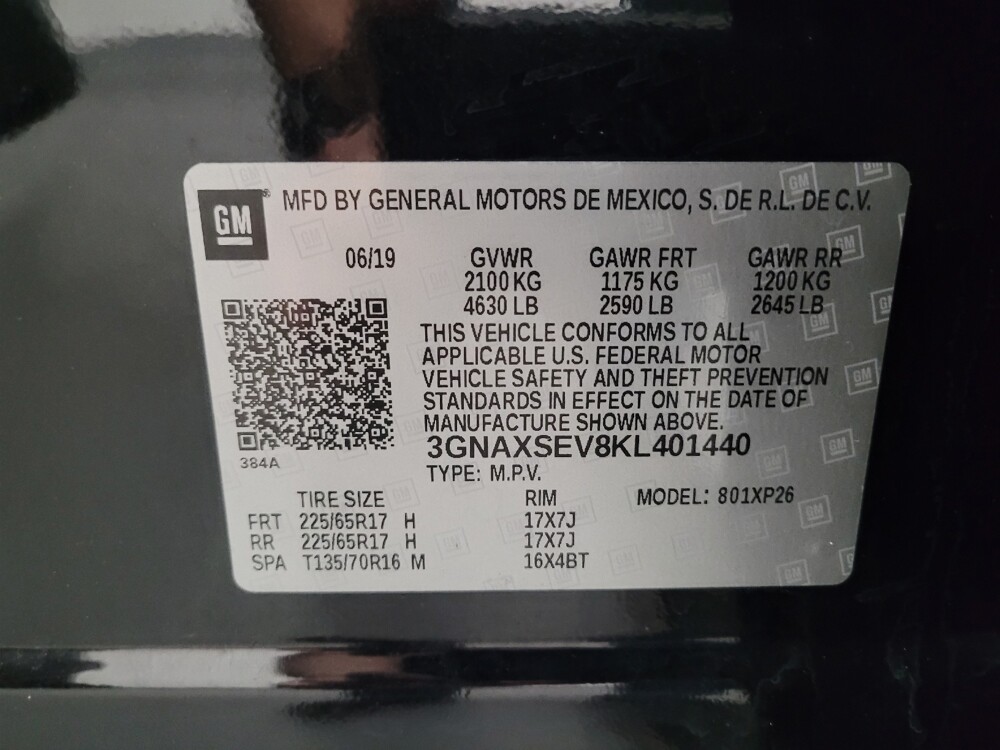 GM MFD BY GENERAL MOTORS DE MEXICO, S. DE R.L. DE C.V.
06/19 GVWR GAWR FRT GAWR RR
2100 KG 1175 KG 1200 KG
4630 LB 2590 LB 2645 LB
THIS VEHICLE CONFORMS TO ALL
APPLICABLE U.S. FEDERAL MOTOR
VEHICLE SAFETY AND THEFT PREVENTION
STANDARDS IN EFFECT ON THE DATE OF
MANUFACTURE SHOWN ABOVE.
3GNAXSEV8KL401440
384A
TYPE: M.P.V.
TIRE SIZE RIM MODEL: 801XP26
FRT 225/65R17 H 17X7J
RR 225/65R17 H 17X7J
SPA T135/70R16 M 16X4BT